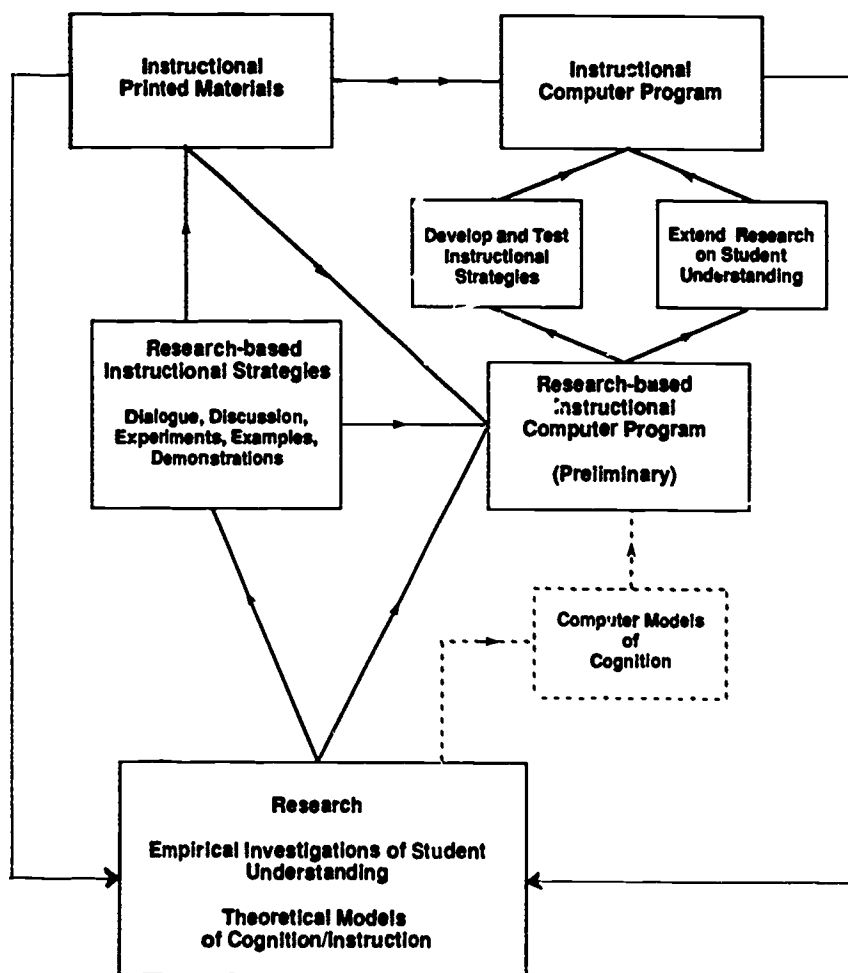 Instructional
Printed Materials
Instructional
Computer Program
Develop and Test
Instructional
Strategies
Extend Research
on Student
Understanding
Research-based
Instructional Strategies
Dialogue, Discussion,
Experiments, Examples,
Demonstrations
Research-based
Instructional
Computer Program
(Preliminary)
Computer Models
of
Cognition
Research
Empirical Investigations of Student
Understanding
Theoretical Models
of Cognition/Instruction